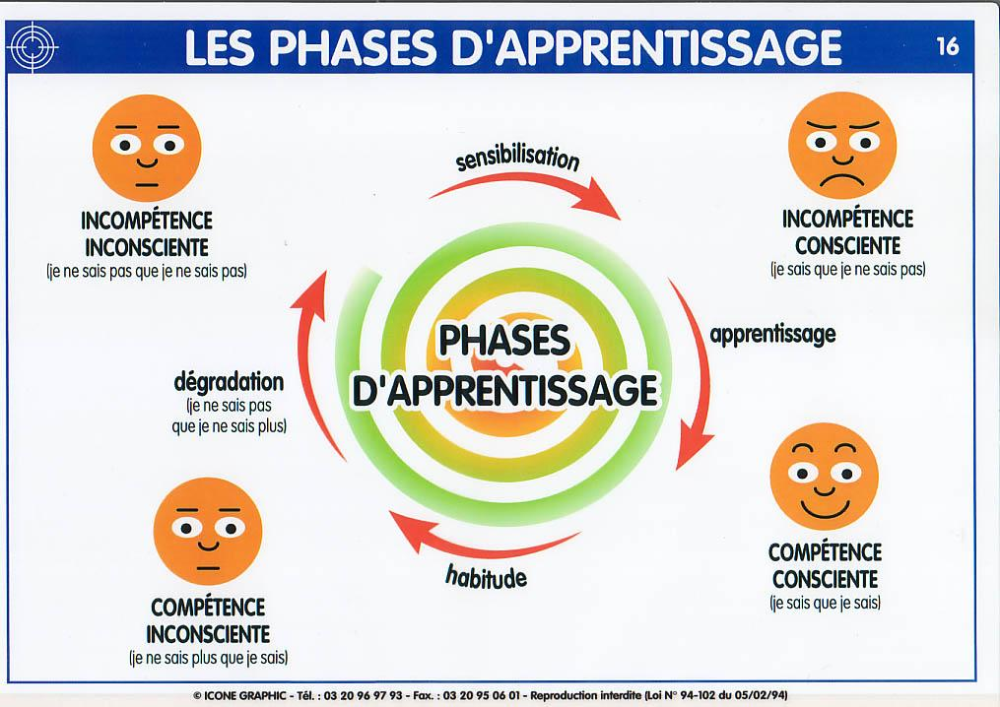 LES PHASES D'APPRENTISSAGE
16
INCOMPÉTENCE
INCONSCIENTE
(je ne sais pas que je ne sais pas)
sensibilisation
INCOMPÉTENCE
CONSCIENTE
(je sais que je ne sais pas)
PHASES
D'APPRENTISSAGE
apprentissage
dégradation
(je ne sais pas
que je ne sais plus)
COMPÉTENCE
CONSCIENTE
(je sais que je sais)
habitude
COMPÉTENCE
INCONSCIENTE
(je ne sais plus que je sais)
© ICONE GRAPHIC - Tél. : 03 20 96 97 93 - Fax. : 03 20 95 06 01 - Reproduction interdite (Loi N° 94-102 du 05/02/94)